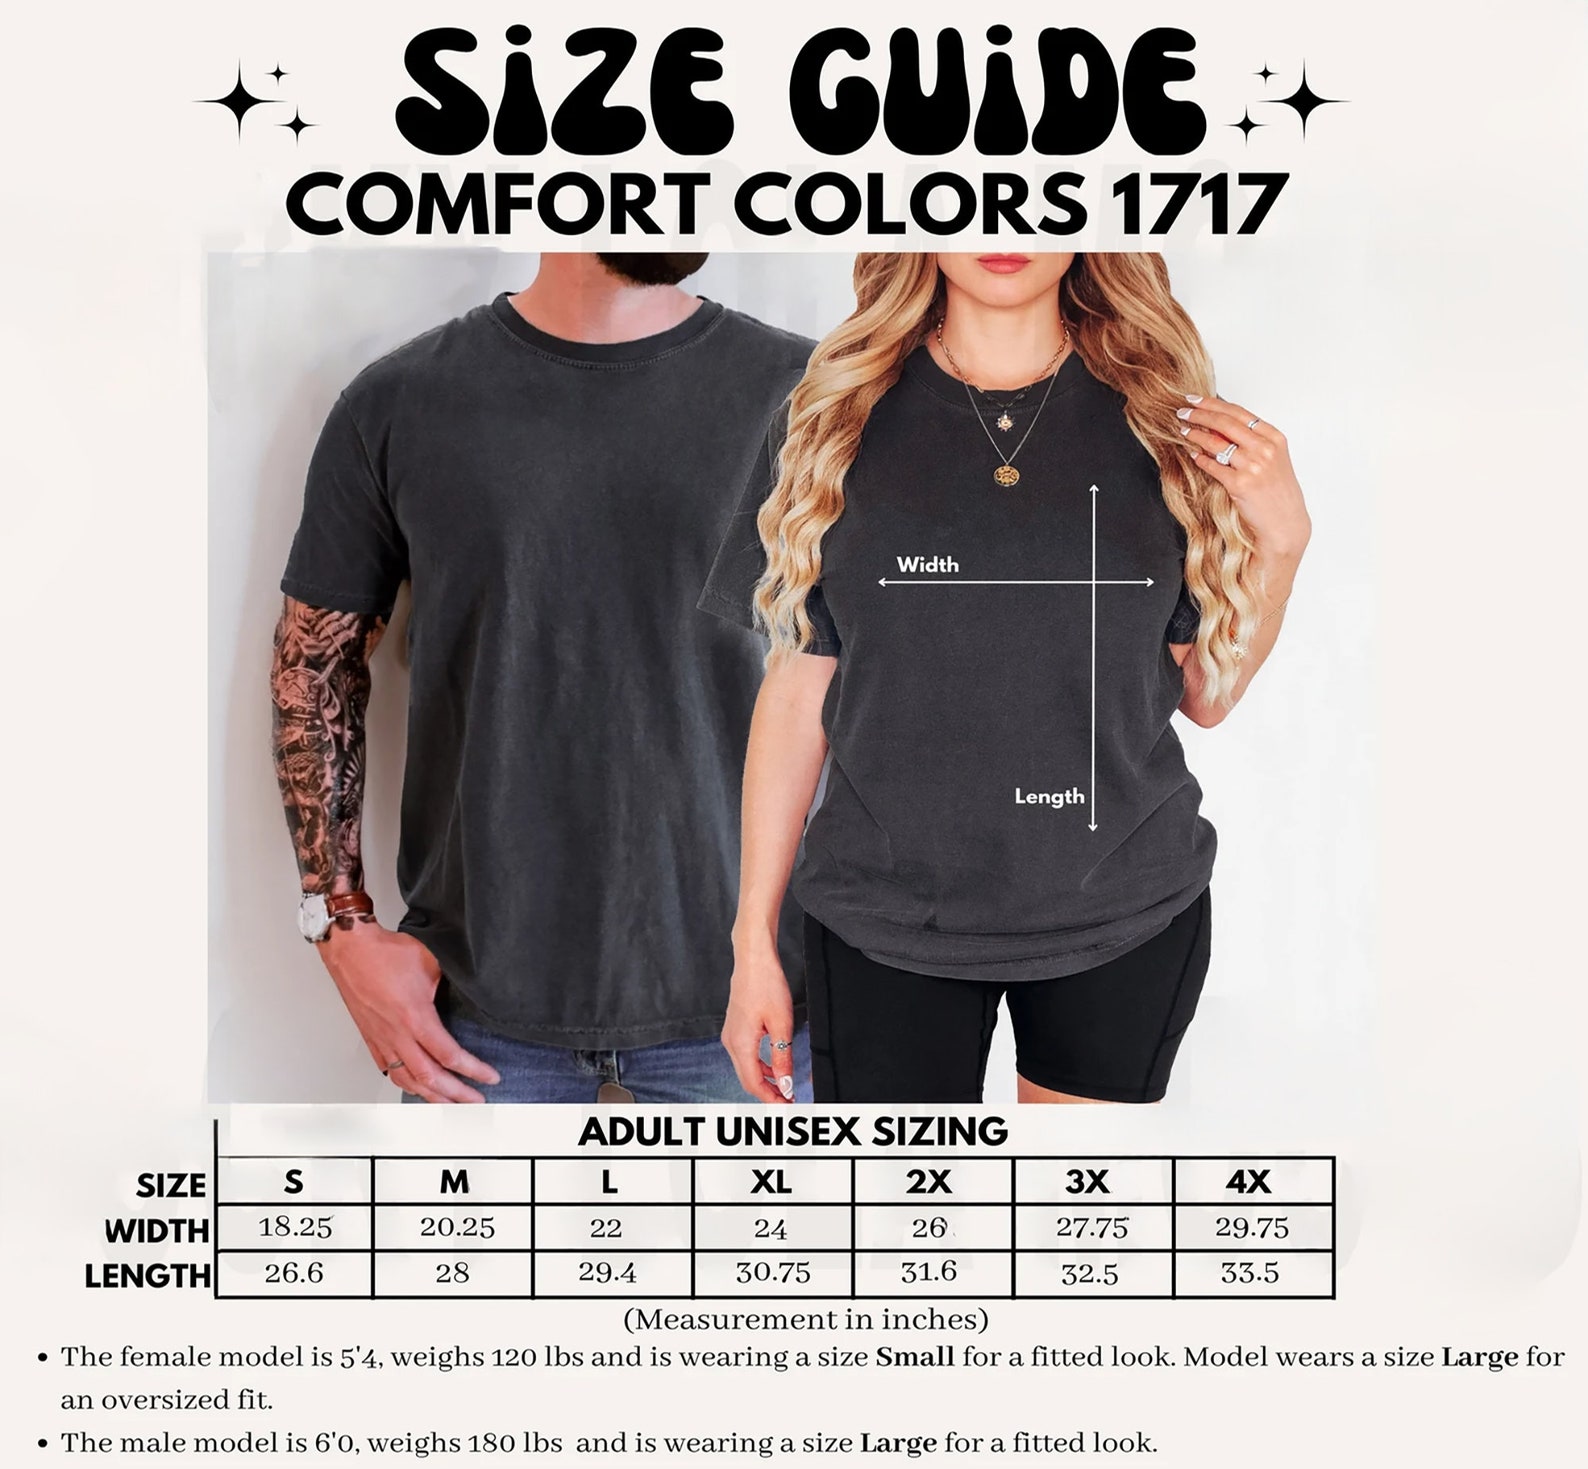 SiZE GUiDE
COMFORT COLORS 1717
Width
Length
ADULT UNISEX SIZING
SIZE S M L XL 2X 3X 4X
WIDTH 18.25 20.25 22 24 26 27.75 29.75
LENGTH 26.6 28 29.4 30.75 31.6 32.5 33.5
(Measurement in inches)
• The female model is 5'4, weighs 120 lbs and is wearing a size Small for a fitted look. Model wears a size Large for
an oversized fit.
• The male model is 6'0, weighs 180 lbs and is wearing a size Large for a fitted look.